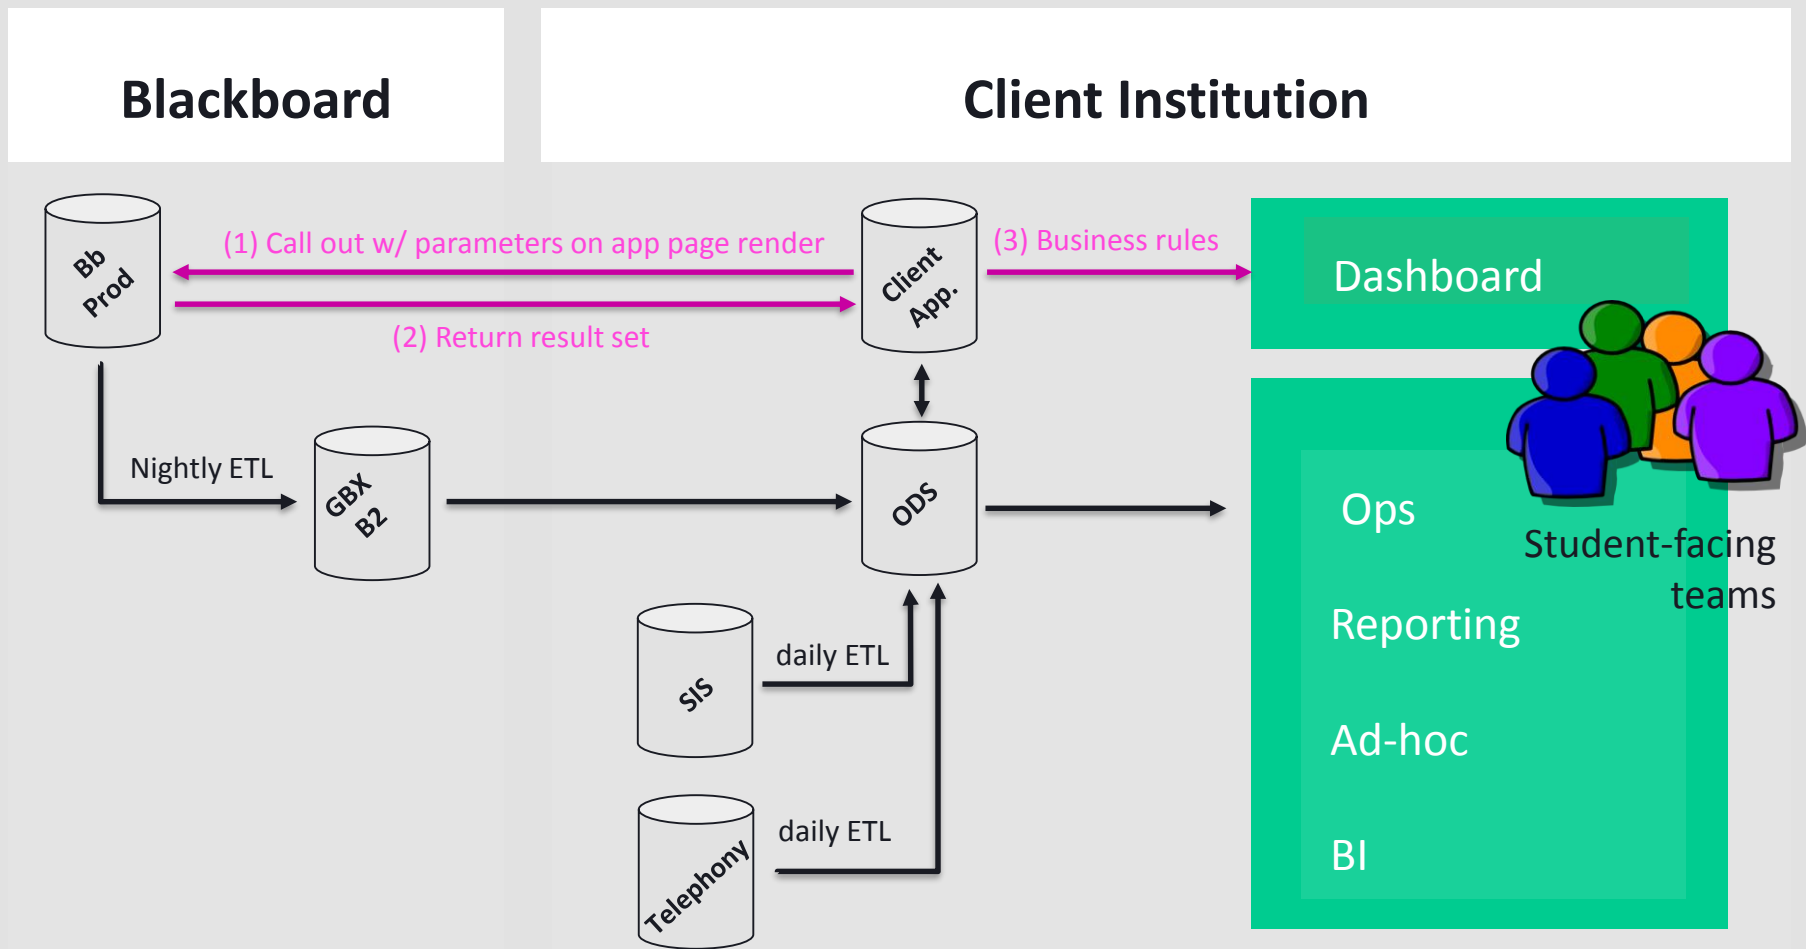 Blackboard
Client Institution
Bb
Prod
(1) Call out w/ parameters on app page render
(2) Return result set
Client
App.
(3) Business rules
Dashboard
Nightly ETL
GBX
B2
ODS
Ops
Student-facing
teams
Reporting
SIS
daily ETL
Ad-hoc
Telephony
daily ETL
BI